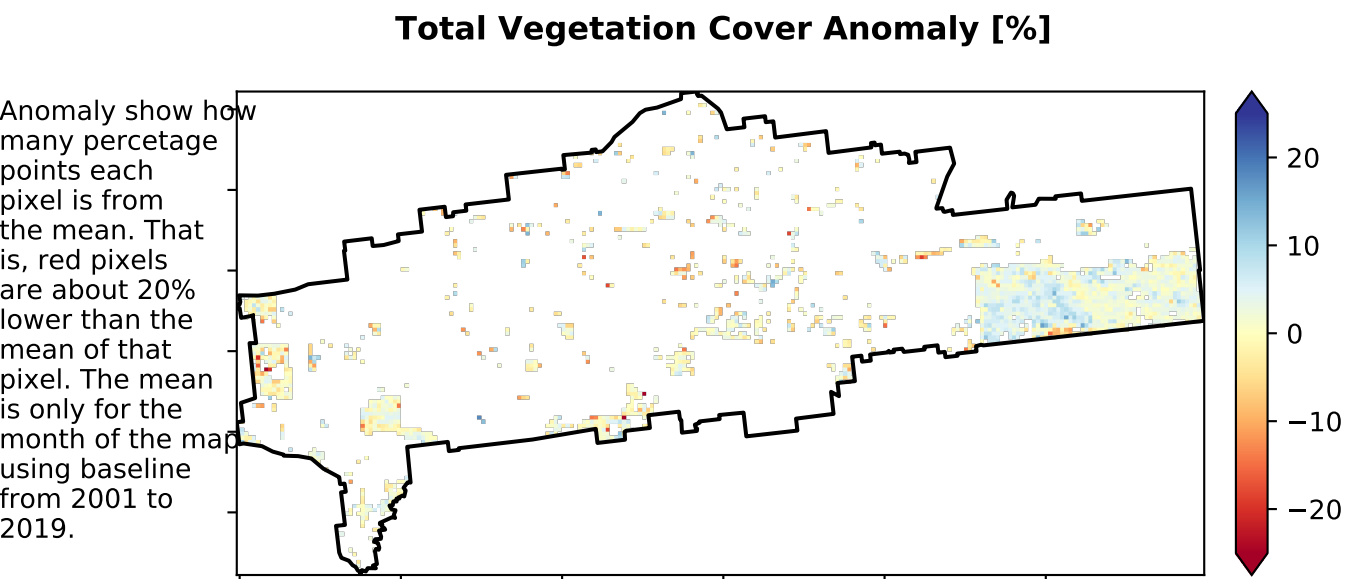 Total Vegetation Cover Anomaly [%]
Anomaly show how
many percetage
points each
pixel is from
the mean. That
is, red pixels
are about 20%
lower than the
mean of that
pixel. The mean
is only for the
month of the map
using baseline
from 2001 to
2019.
20
10
0
−10
−20